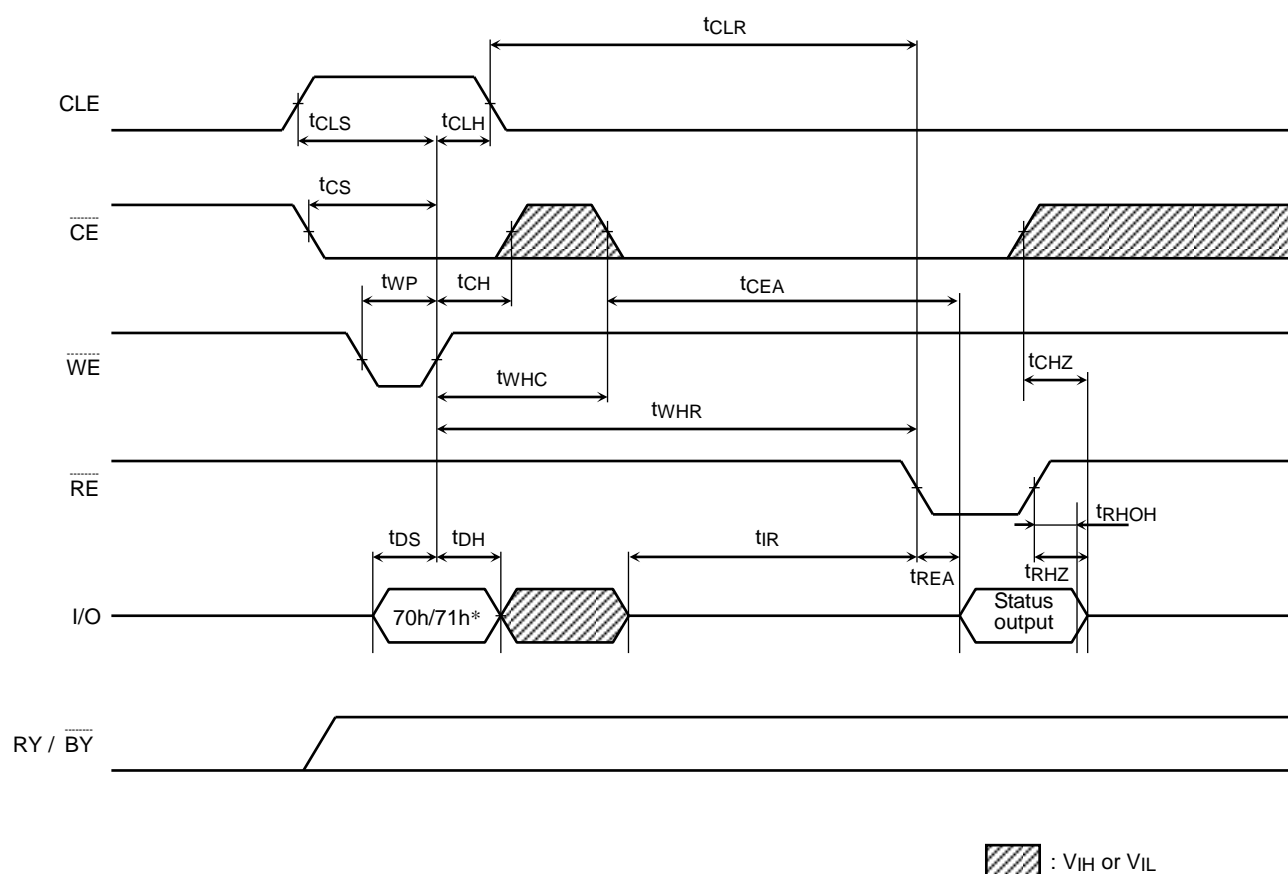 tCLR
CLE
tCLS
tCLH
tCS
CE
tWP
tCH
tCEA
WE
tCHZ
tWHC
tWHR
RE
tRHOH
tDS
tDH
tIR
tREA
tRHZ
I/O
70h/71h*
Status
output
RY / BY
: VIH or VIL